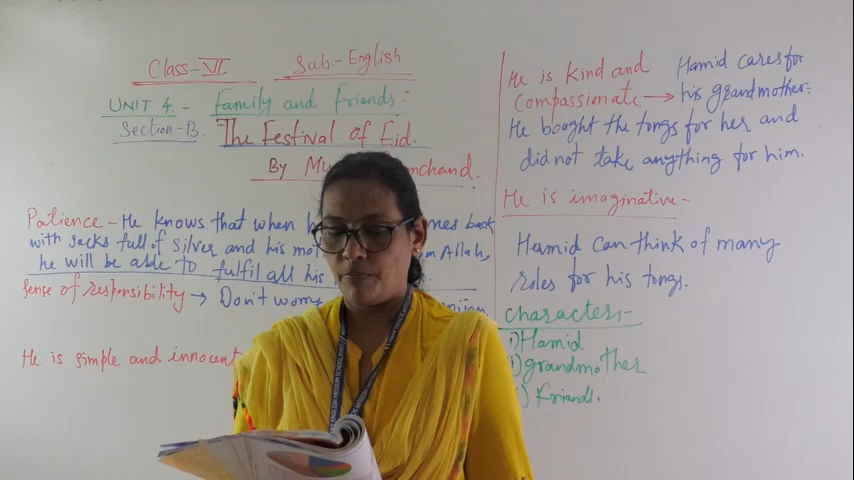 Class-VI Sub-English
UNIT 4 - Family and Friends:
Section-B. The Festival of Eid.
By chand.
Patience - He knows that when back
with sacks full of silver and his Allah,
he will be able to fulfil all his
sense of responsibility → Don't worry
He is simple and innocent
He is kind and
Compassionate → Hamid cares for
his grandmother.
He bought the tongs for her and
did not take anything for him.
He is imaginative-
Hamid can think of many
roles for his tongs.
Characters:-
i) Hamid
) grandmother
) Friends.
ENGLISH MEDIUM SCHOOL